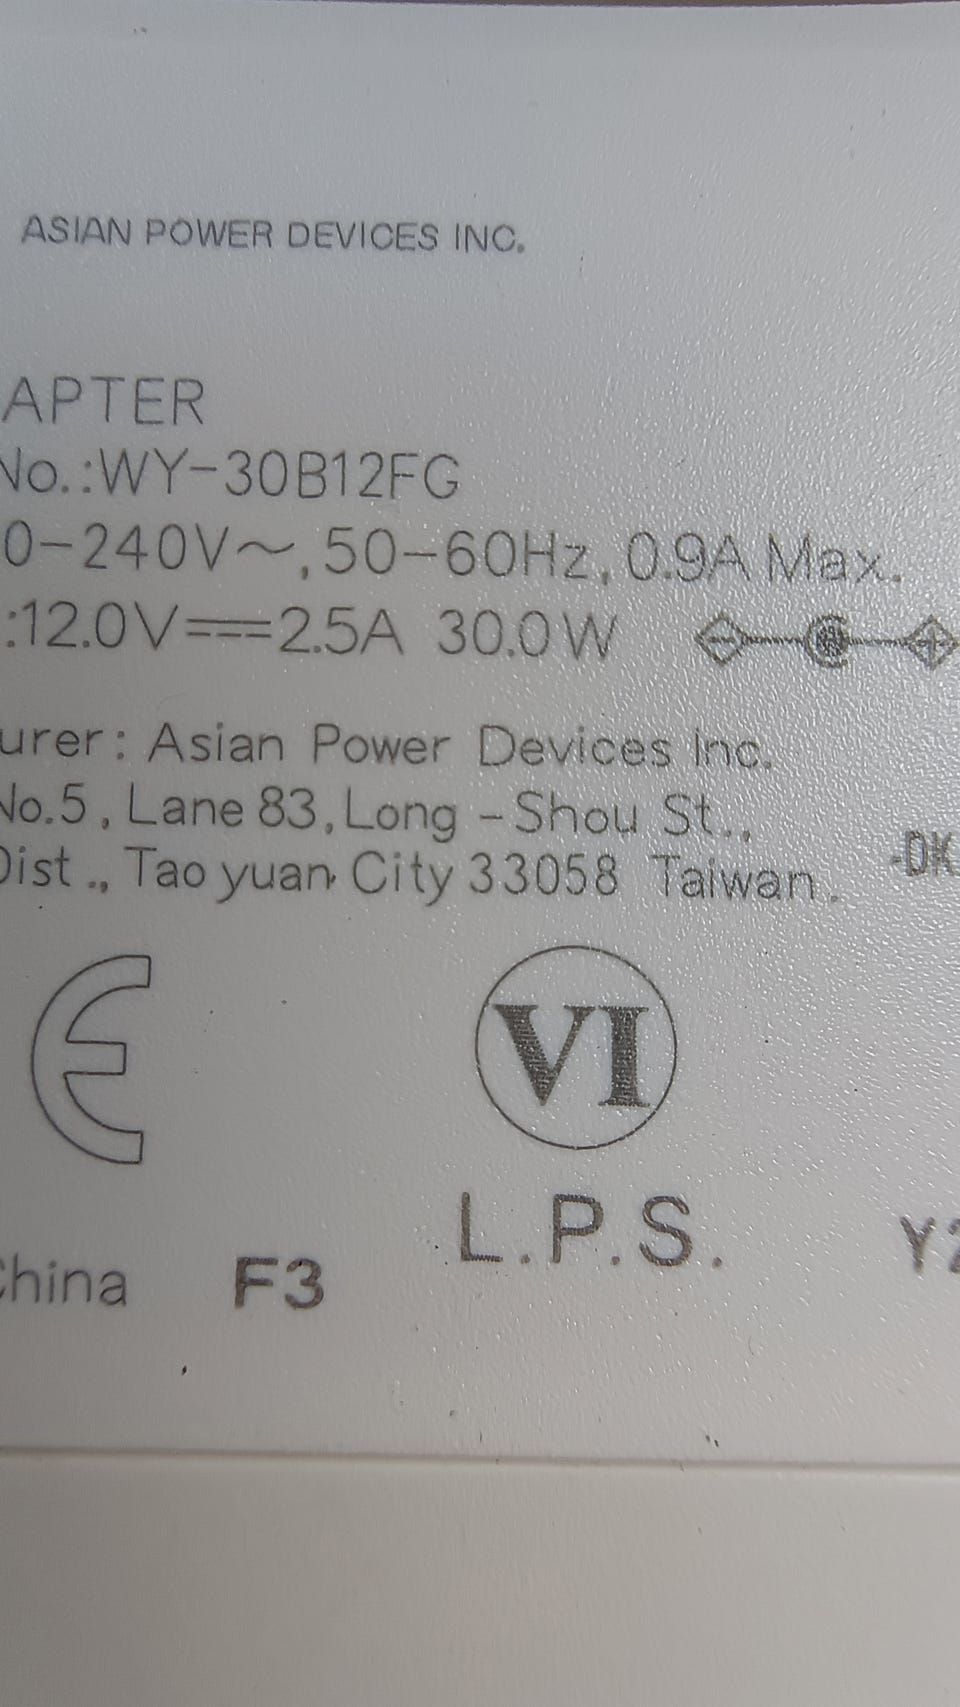 ASIAN POWER DEVICES INC.
APTER
No.:WY-30B12FG
0-240V~,50-60Hz, 0.9A Max.
:12.0V⎓2.5A 30.0W
urer: Asian Power Devices Inc.
No.5, Lane 83, Long -Shou St.,
Dist ., Tao yuan City 33058 Taiwan.
-DK
CE
VI
L.P.S.
China F3